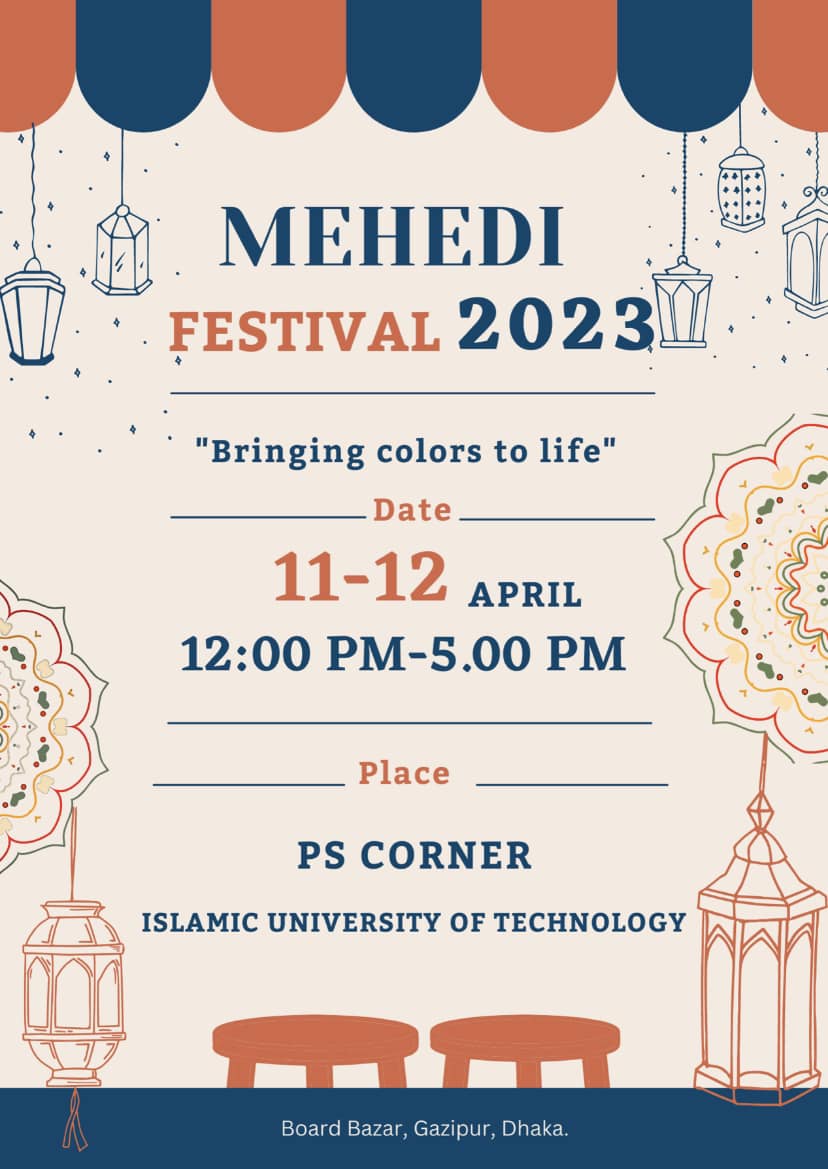 MEHEDI
FESTIVAL 2023
"Bringing colors to life"
Date
11-12 APRIL
12:00 PM-5.00 PM
Place
PS CORNER
ISLAMIC UNIVERSITY OF TECHNOLOGY
Board Bazar, Gazipur, Dhaka.